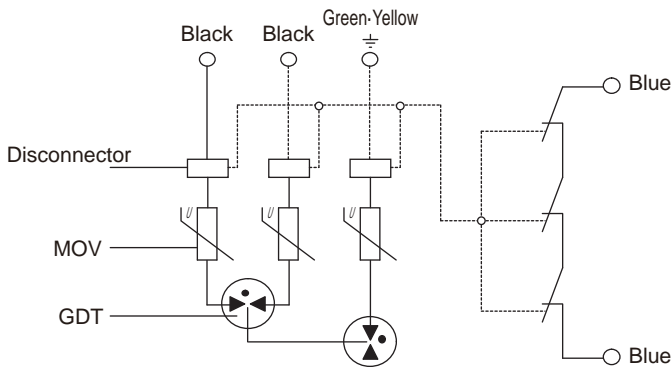 Green·Yellow
Black
Black
Blue
Disconnector
U
U
U
MOV
GDT
Blue